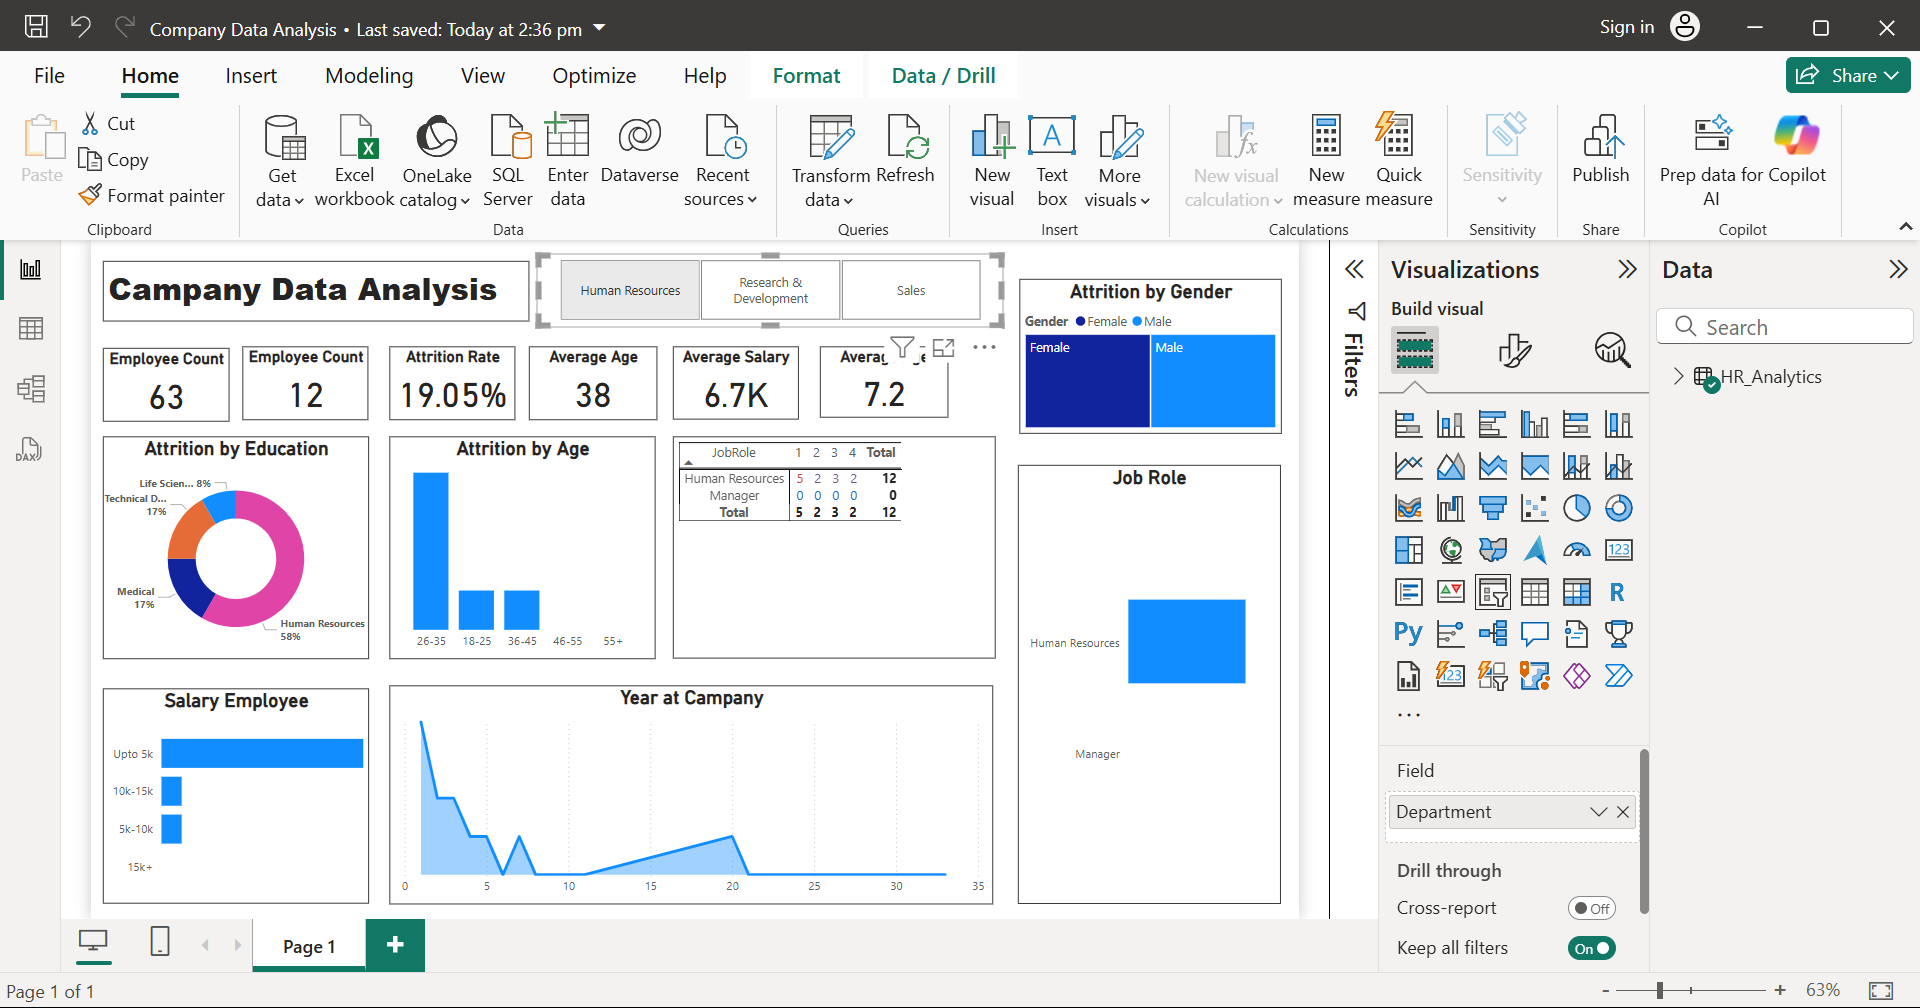 Company Data Analysis • Last saved: Today at 2:36 pm
Sign in
File Home Insert Modeling View Optimize Help Format Data / Drill
Share
Paste
Cut
Copy
Format painter
Clipboard
Get data
Excel workbook
OneLake catalog
SQL Server
Enter data
Dataverse
Recent sources
Data
Transform data
Refresh
Queries
New visual
Text box
More visuals
Insert
New visual calculation
New measure
Quick measure
Calculations
Sensitivity
Sensitivity
Publish
Share
Prep data for AI
Copilot
Copilot
DAX
Campany Data Analysis
Human Resources
Research & Development
Sales
Employee Count
63
Employee Count
12
Attrition Rate
19.05%
Average Age
38
Average Salary
6.7K
7.2
Attrition by Gender
Gender Female Male
Female
Male
Attrition by Education
Life Scien... 8%
Technical D...
17%
Medical
17%
Human Resources
58%
Attrition by Age
26-35 18-25 36-45 46-55 55+
JobRole 1 2 3 4 Total
Human Resources 5 2 3 2 12
Manager 0 0 0 0 0
Total 5 2 3 2 12
Job Role
Human Resources
Manager
Salary Employee
Upto 5k
10k-15k
5k-10k
15k+
Year at Campany
0 5 10 15 20 25 30 35
Filters
Visualizations
Build visual
123
R
Py
123
...
Field
Department
Drill through
Cross-report
Off
Keep all filters
On
Data
Search
HR_Analytics
Page 1
+
Page 1 of 1
- + 63%